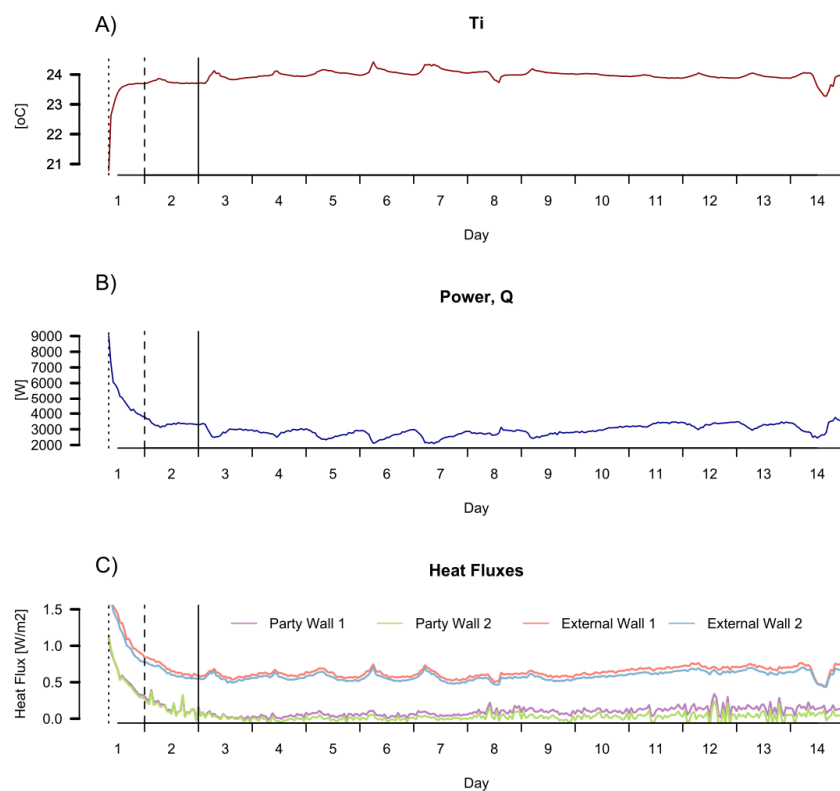 A)
Ti
[oC]
24
23
22
21
1 2 3 4 5 6 7 8 9 10 11 12 13 14
Day
B)
Power, Q
[W]
9000
8000
7000
6000
5000
4000
3000
2000
1 2 3 4 5 6 7 8 9 10 11 12 13 14
Day
C)
Heat Fluxes
Heat Flux [W/m2]
1.5
1.0
0.5
0.0
Party Wall 1 Party Wall 2 External Wall 1 External Wall 2
1 2 3 4 5 6 7 8 9 10 11 12 13 14
Day